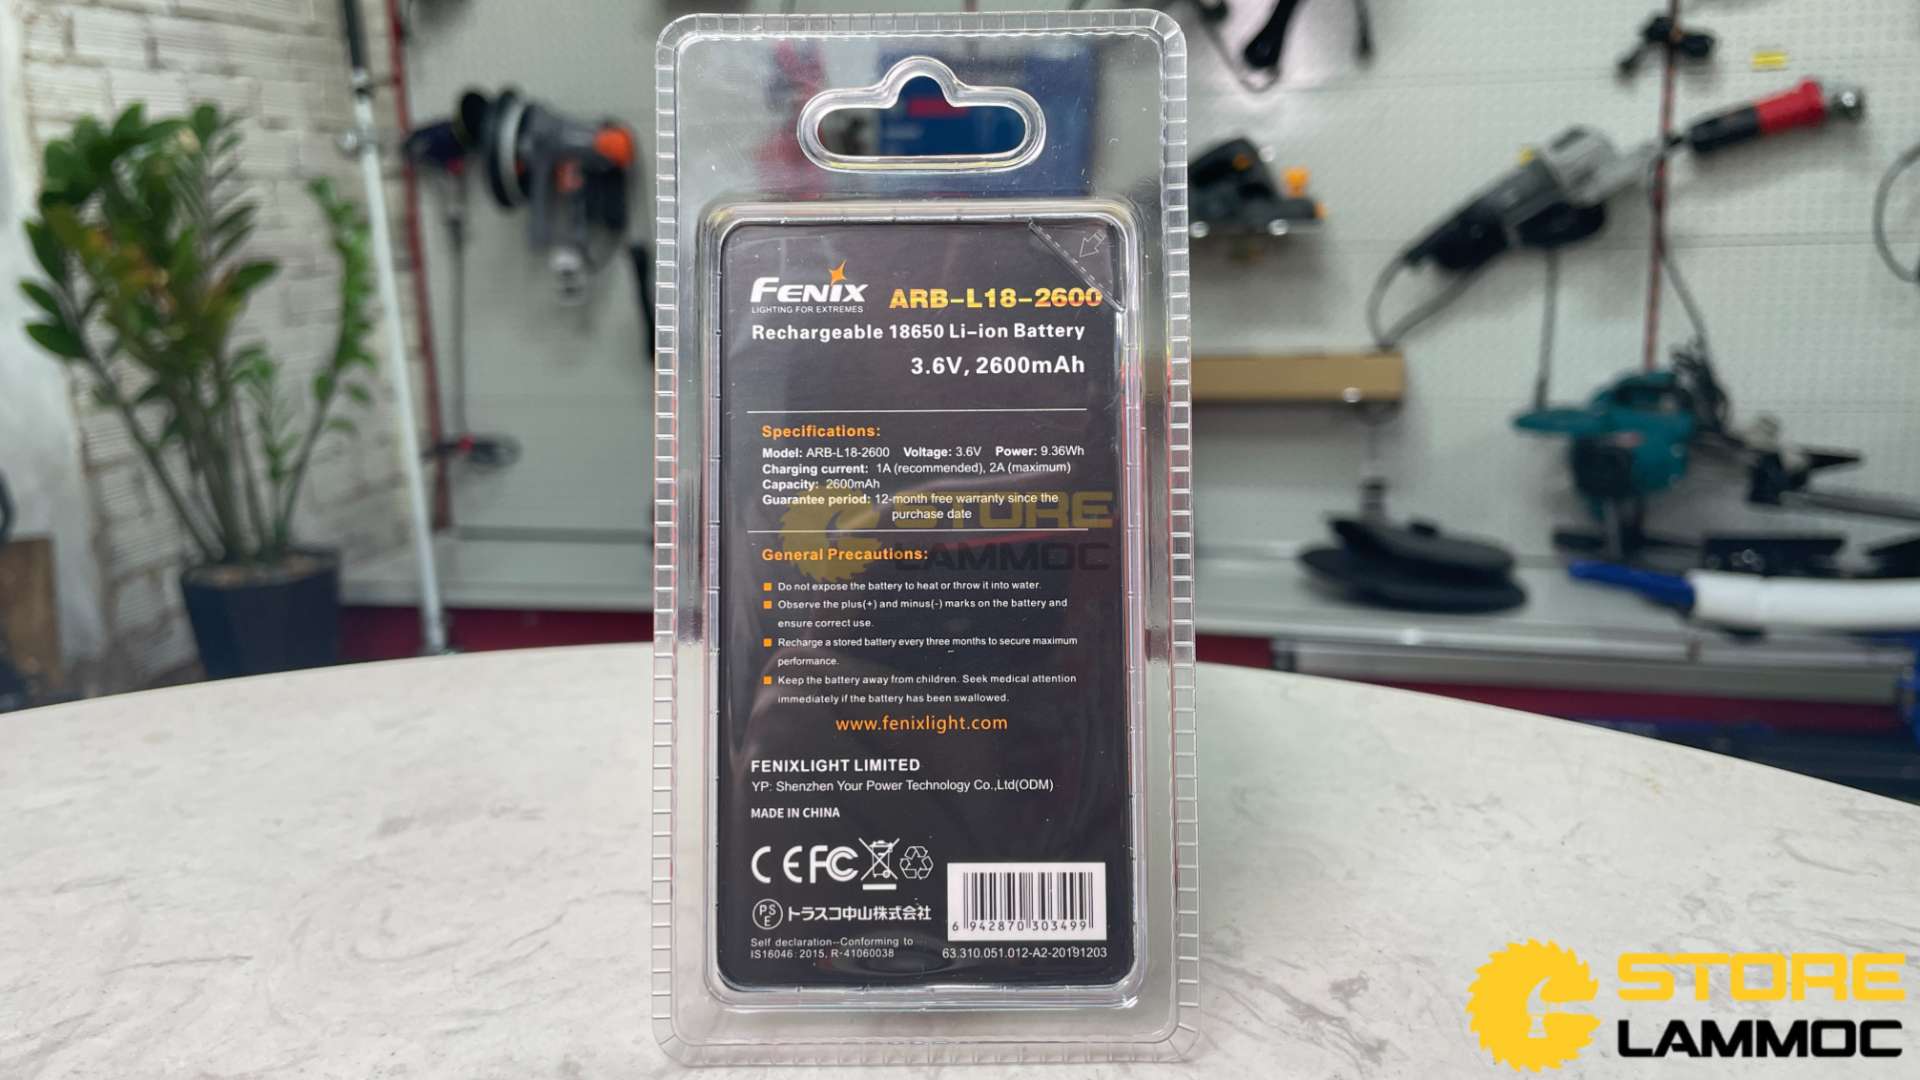 FENIX
LIGHTING FOR EXTREMES
ARB-L18-2600
Rechargeable 18650 Li-ion Battery
3.6V, 2600mAh
Specifications:
Model: ARB-L18-2600 Voltage: 3.6V Power: 9.36Wh
Charging current: 1A (recommended), 2A (maximum)
Capacity: 2600mAh
Guarantee period: 12-month free warranty since the
purchase date
STORE
LAMMOC
General Precautions:
Do not expose the battery to heat or throw it into water.
Observe the plus(+) and minus(-) marks on the battery and
ensure correct use.
Recharge a stored battery every three months to secure maximum
performance.
Keep the battery away from children. Seek medical attention
immediately if the battery has been swallowed.
www.fenixlight.com
FENIXLIGHT LIMITED
YP: Shenzhen Your Power Technology Co.,Ltd(ODM)
MADE IN CHINA
CE FC
PS
E
トラスコ中山株式会社
6 942870 303499
Self declaration-Conforming to
IS16046: 2015, R-41060038
63.310.051.012-A2-20191203
STORE
LAMMOC